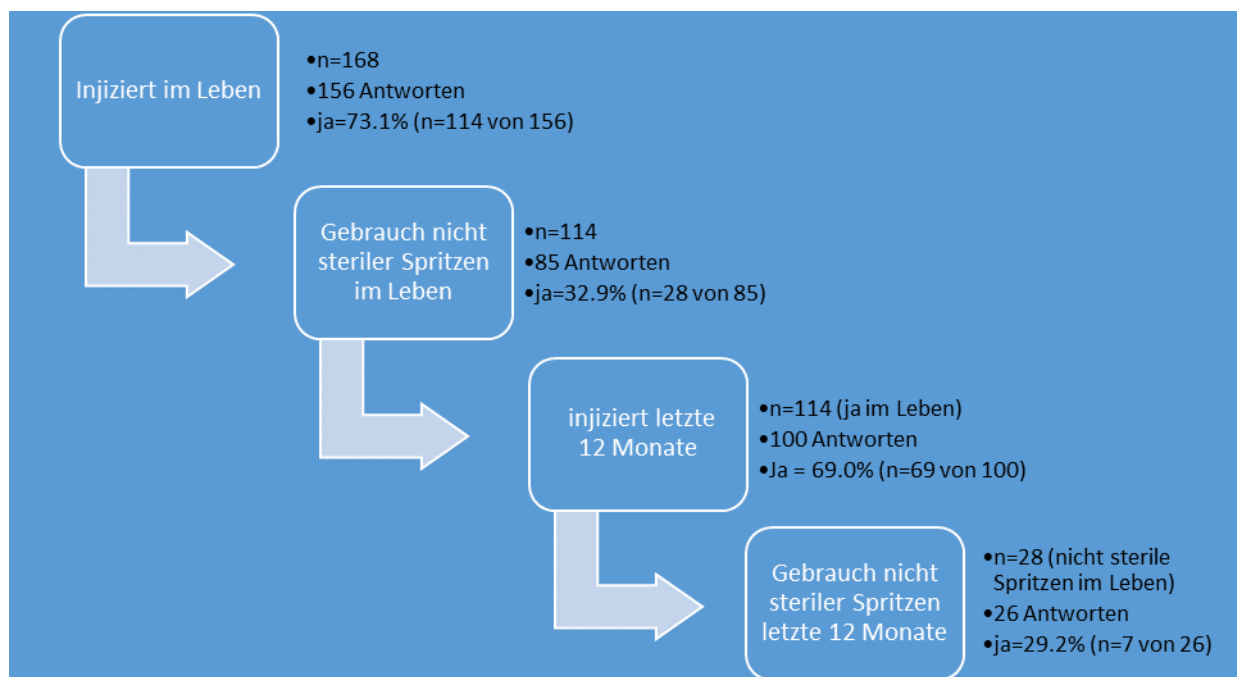 Injiziert im Leben
•n=168
•156 Antworten
•ja=73.1% (n=114 von 156)
Gebrauch nicht
steriler Spritzen
im Leben
•n=114
•85 Antworten
•ja=32.9% (n=28 von 85)
injiziert letzte
12 Monate
•n=114 (ja im Leben)
•100 Antworten
•Ja = 69.0% (n=69 von 100)
Gebrauch nicht
steriler Spritzen
letzte 12 Monate
•n=28 (nicht sterile
Spritzen im Leben)
•26 Antworten
•ja=29.2% (n=7 von 26)